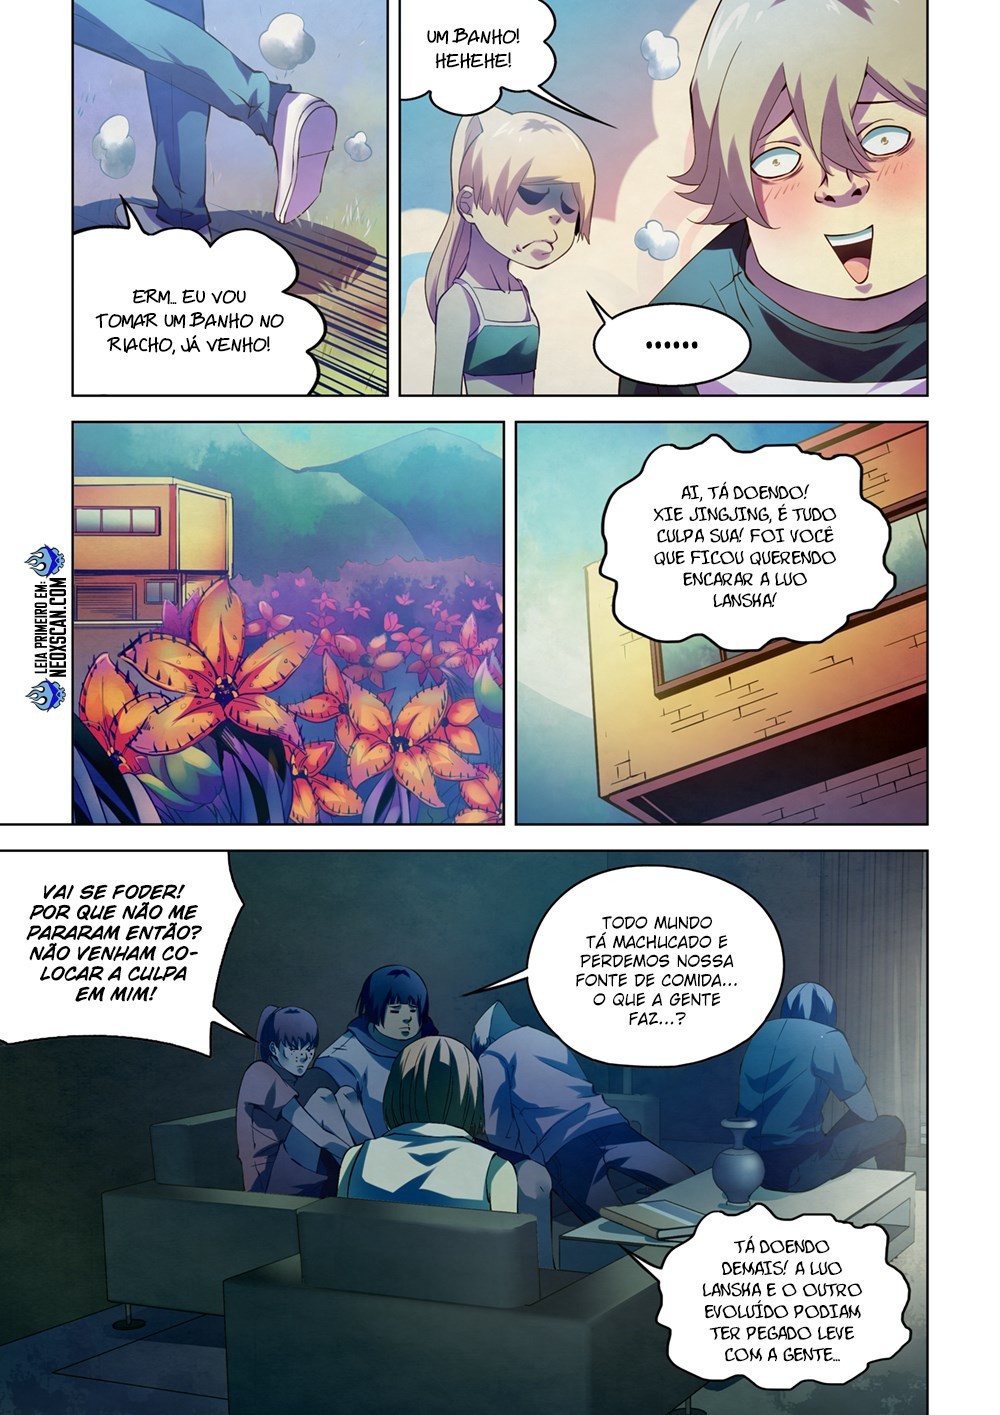 ERM... EU VOU
TOMAR UM BANHO NO
RIACHO, JÁ VENHO!
UM BANHO!
HEHEHE!
......
AI, TÁ DOENDO!
XIE JINGJING, É TUDO
CULPA SUA! FOI VOCÊ
QUE FICOU QUERENDO
ENCARAR A LUO
LANSHA!
LEIA PRIMEIRO EM:
NEOXSCAN.COM
VAI SE FODER!
POR QUE NÃO ME
PARARAM ENTÃO?
NÃO VENHAM CO-
LOCAR A CULPA
EM MIM!
TODO MUNDO
TÁ MACHUCADO E
PERDEMOS NOSSA
FONTE DE COMIDA...
O QUE A GENTE
FAZ...?
TÁ DOENDO
DEMAIS! A LUO
LANSHA E O OUTRO
EVOLUÍDO PODIAM
TER PEGADO LEVE
COM A GENTE...